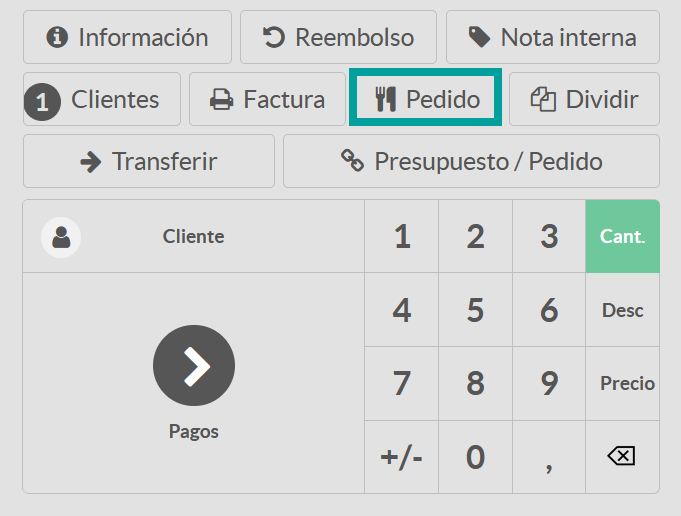 Información Reembolso Nota interna
1 Clientes Factura Pedido Dividir
Transferir Presupuesto / Pedido
Cliente 1 2 3 Cant.
4 5 6 Desc
7 8 9 Precio
Pagos
+/- 0 ,